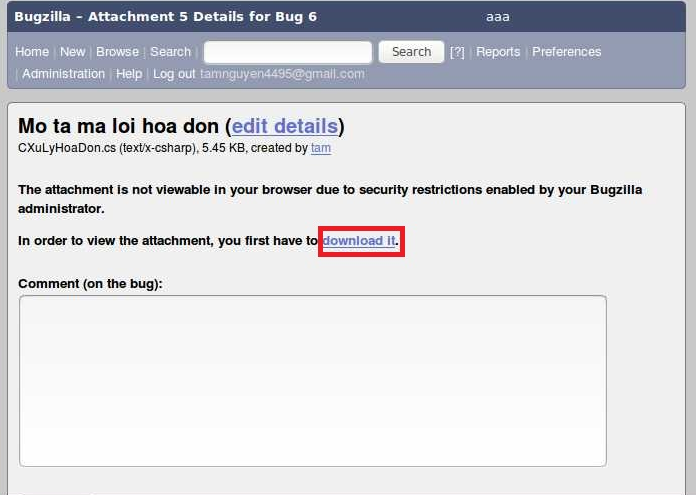 Bugzilla – Attachment 5 Details for Bug 6 aaa
Home | New | Browse | Search | Search [?] | Reports | Preferences
| Administration | Help | Log out tamnguyen4495@gmail.com
Mo ta ma loi hoa don (edit details)
CXuLyHoaDon.cs (text/x-csharp), 5.45 KB, created by tam
The attachment is not viewable in your browser due to security restrictions enabled by your Bugzilla
administrator.
In order to view the attachment, you first have to download it.
Comment (on the bug):